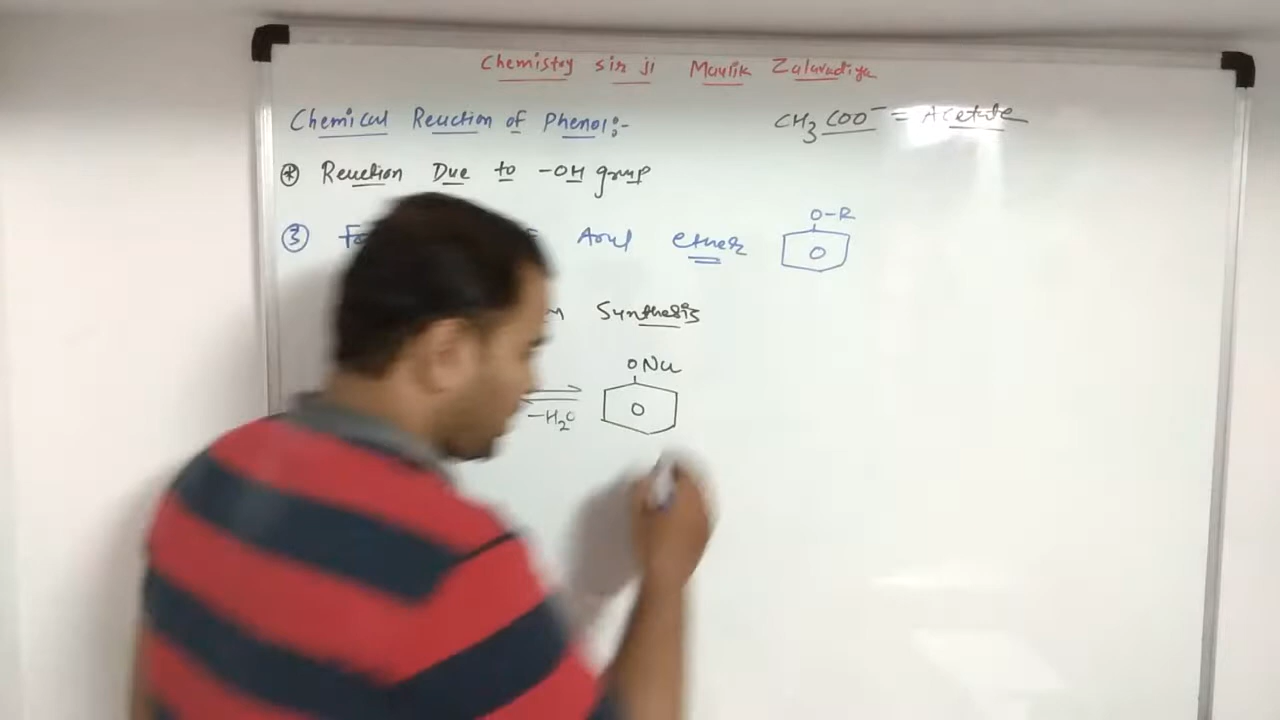 Chemistry sir ji Maulik Zalavadiya
Chemical Reaction of Phenol:-
CH3COO- = Acetate
* Reaction Due to -OH group
O-R
3 Aryl ether
O
Synthesis
ONa
O
-H2O